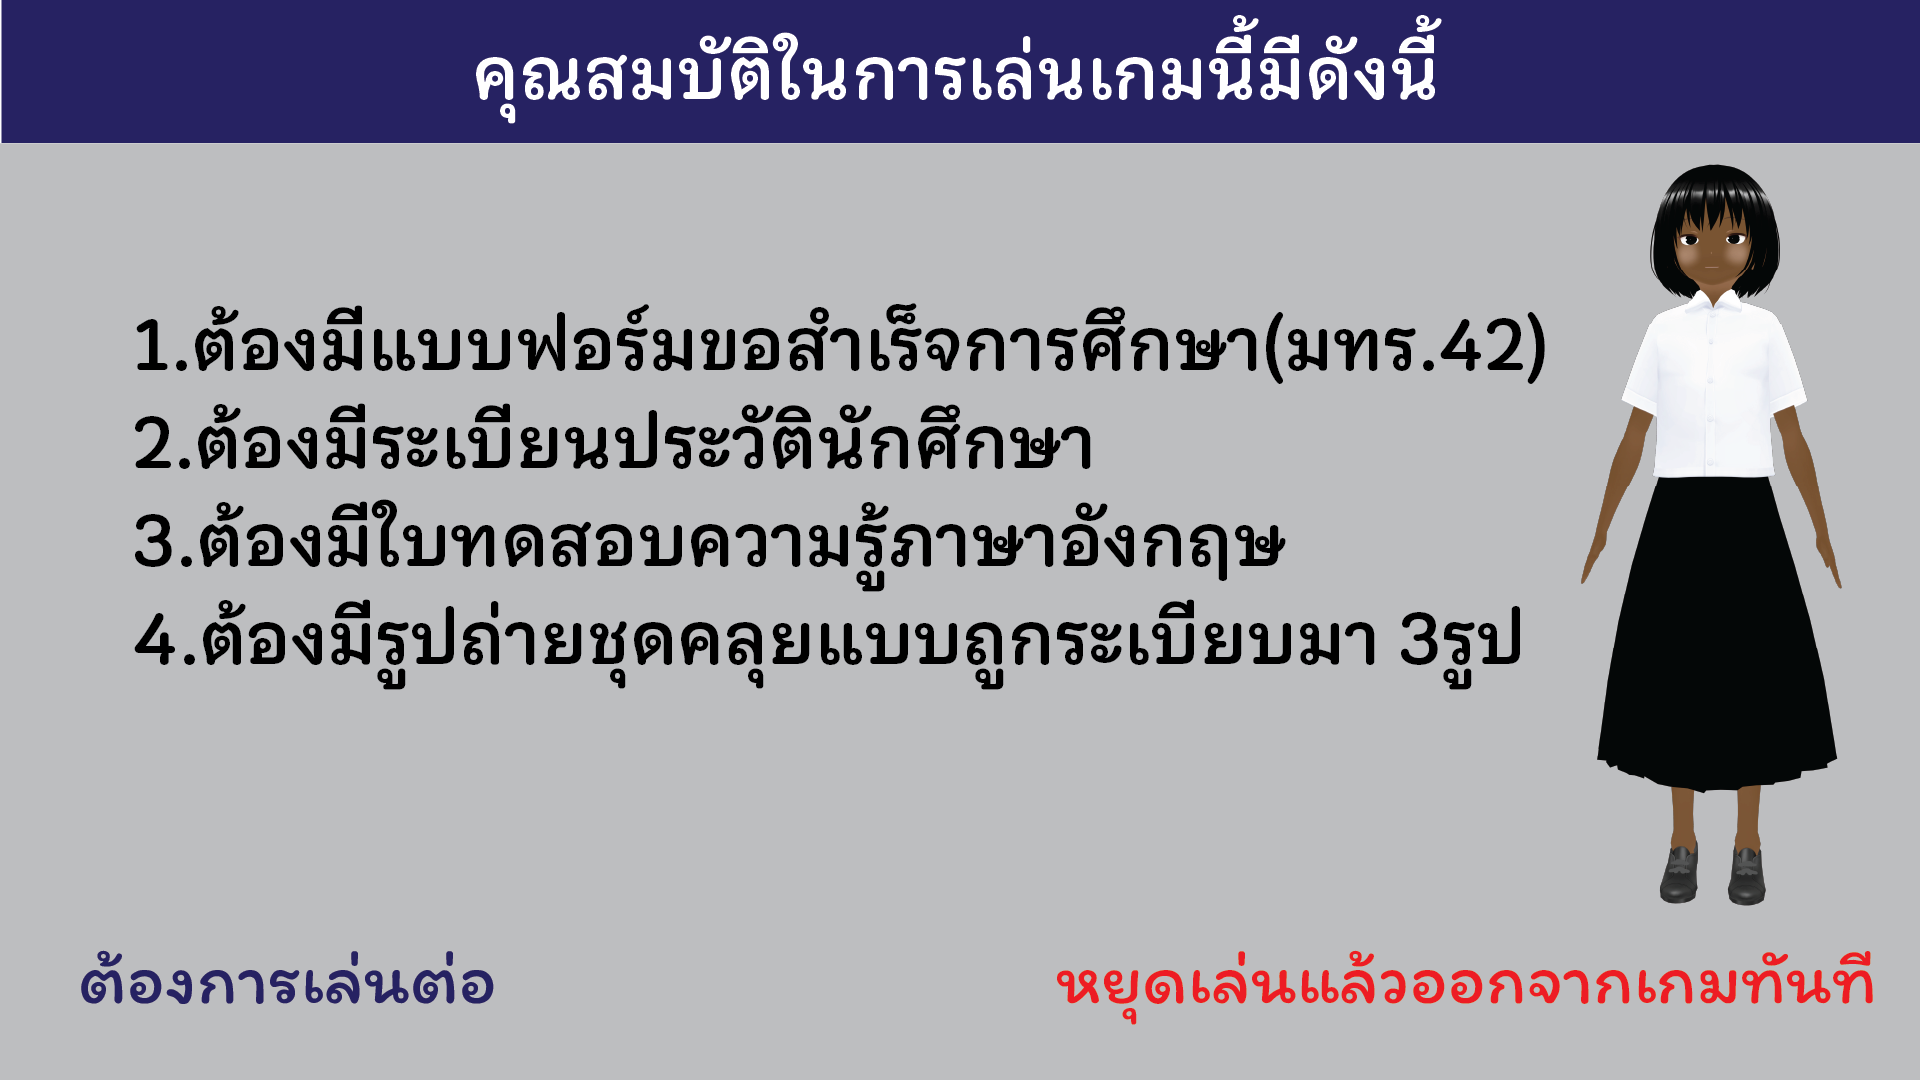 คุณสมบัติในการเล่นเกมนี้มีดังนี้
1.ต้องมีแบบฟอร์มขอสำเร็จการศึกษา(มทร.42)
2.ต้องมีระเบียนประวัตินักศึกษา
3.ต้องมีใบทดสอบความรู้ภาษาอังกฤษ
4.ต้องมีรูปถ่ายชุดคลุยแบบถูกระเบียบมา 3รูป
ต้องการเล่นต่อ
หยุดเล่นแล้วออกจากเกมทันที